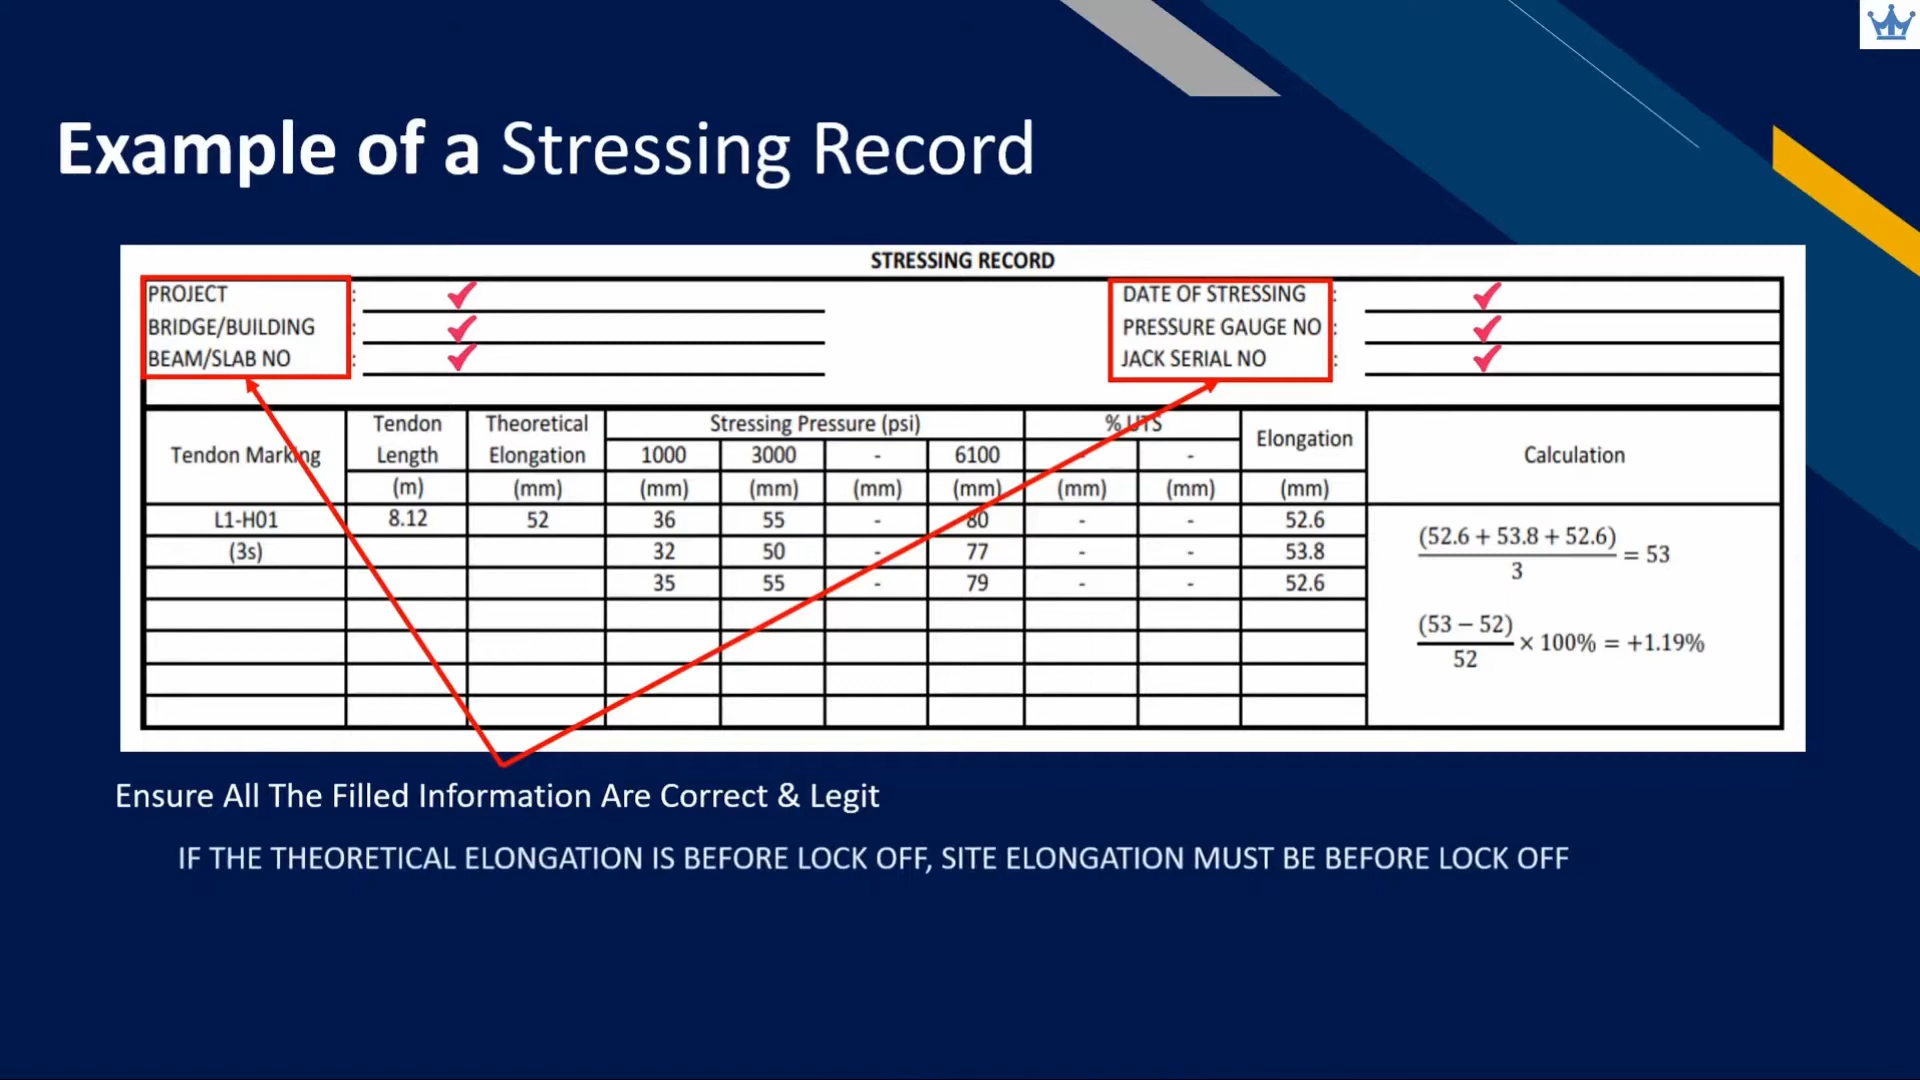 Example of a Stressing Record
STRESSING RECORD
PROJECT :
BRIDGE/BUILDING :
BEAM/SLAB NO :
DATE OF STRESSING :
PRESSURE GAUGE NO :
JACK SERIAL NO :
Tendon Marking Tendon Length Theoretical Elongation Stressing Pressure (psi) % UTS Elongation Calculation
1000 3000 - 6100 - -
(m) (mm) (mm) (mm) (mm) (mm) (mm) (mm) (mm)
L1-H01 8.12 52 36 55 - 80 - - 52.6
(3s) 32 50 - 77 - - 53.8
35 55 - 79 - - 52.6
(52.6 + 53.8 + 52.6)
3
= 53
(53 − 52)
52
× 100% = +1.19%
Ensure All The Filled Information Are Correct & Legit
IF THE THEORETICAL ELONGATION IS BEFORE LOCK OFF, SITE ELONGATION MUST BE BEFORE LOCK OFF